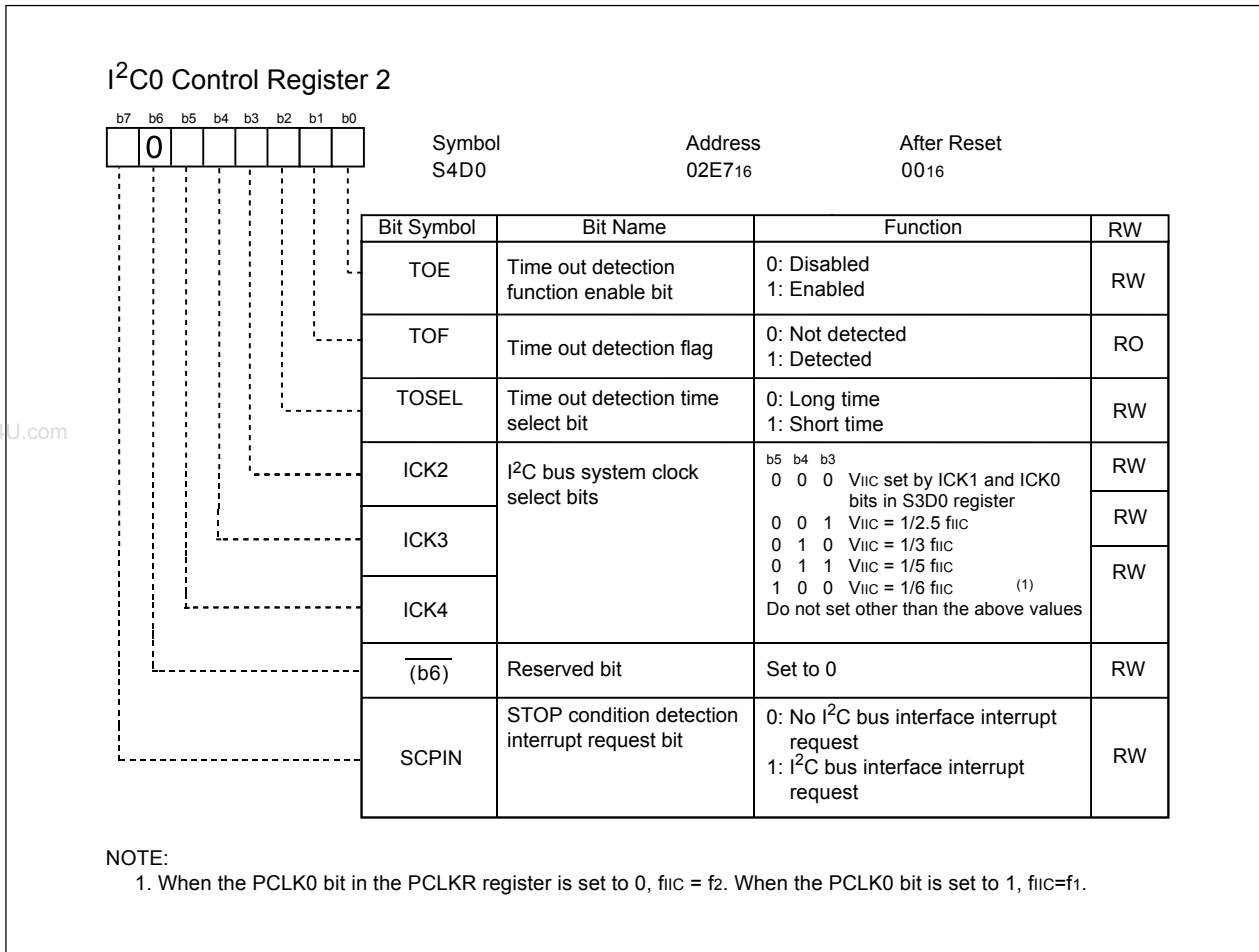 I²C0 Control Register 2
b7 b6 b5 b4 b3 b2 b1 b0
0
Symbol Address After Reset
S4D0 02E716 0016
Bit Symbol Bit Name Function RW
TOE Time out detection function enable bit 0: Disabled 1: Enabled RW
TOF Time out detection flag 0: Not detected 1: Detected RO
TOSEL Time out detection time select bit 0: Long time 1: Short time RW
ICK2 I²C bus system clock select bits RW
ICK3 RW
ICK4 RW
b5 b4 b3
0 0 0 VIIC set by ICK1 and ICK0
bits in S3D0 register
0 0 1 VIIC = 1/2.5 fIIC
0 1 0 VIIC = 1/3 fIIC
0 1 1 VIIC = 1/5 fIIC
1 0 0 VIIC = 1/6 fIIC (1)
Do not set other than the above values
(b6) Reserved bit Set to 0 RW
SCPIN STOP condition detection interrupt request bit 0: No I²C bus interface interrupt request 1: I²C bus interface interrupt request RW
NOTE:
1. When the PCLK0 bit in the PCLKR register is set to 0, fIIC = f2. When the PCLK0 bit is set to 1, fIIC=f1.
4U.com